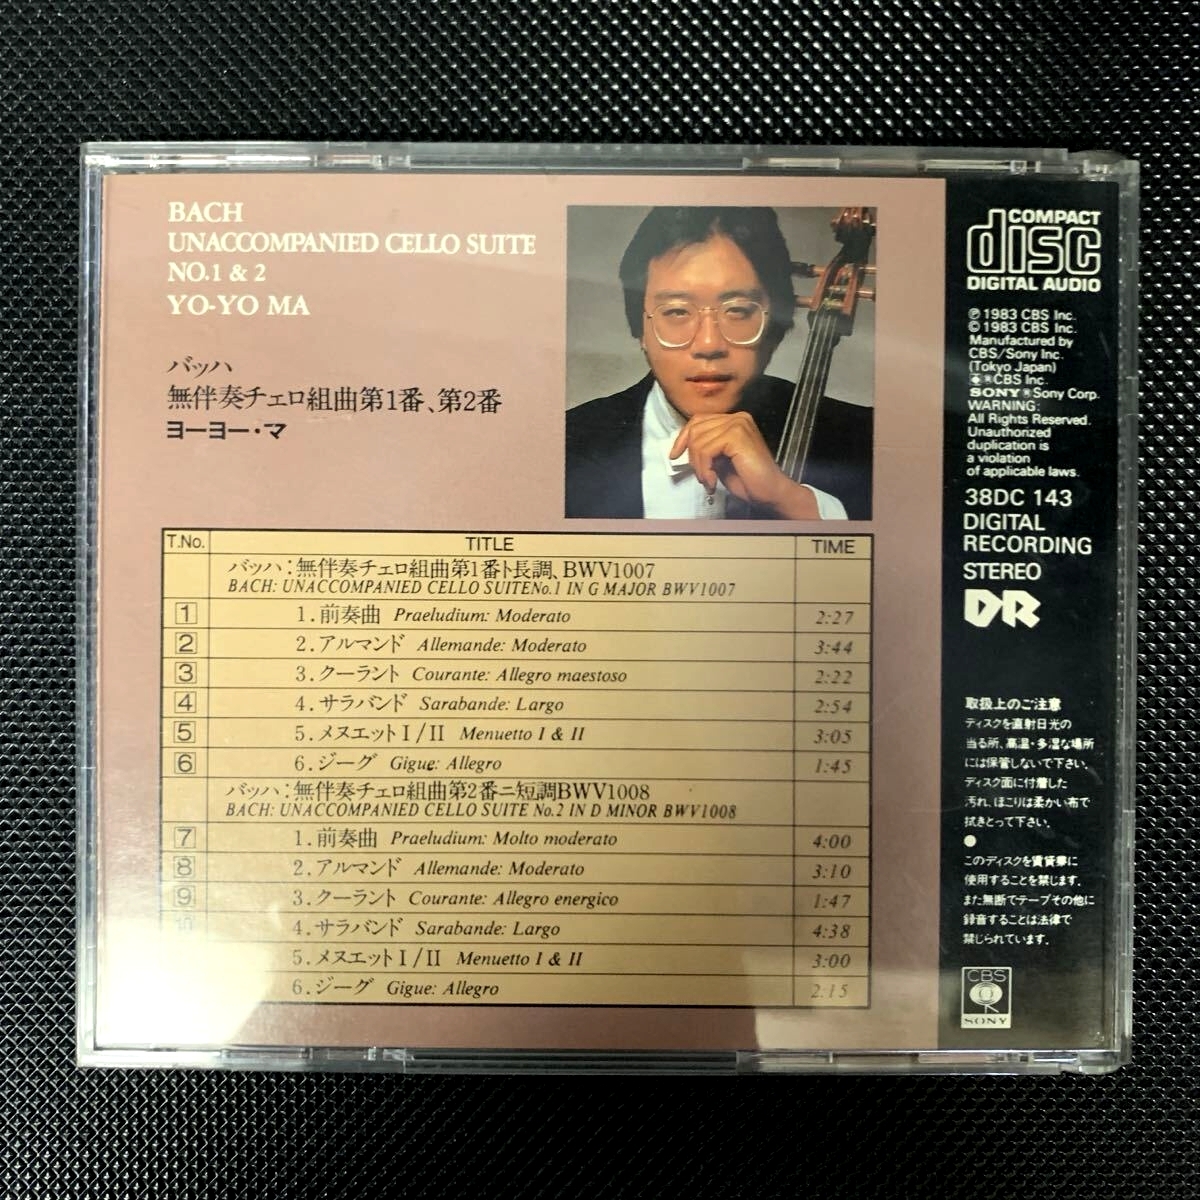 BACH
UNACCOMPANIED CELLO SUITE
NO.1 & 2
YO-YO MA
バッハ
無伴奏チェロ組曲第1番、第2番
ヨーヨー・マ
T.No. TITLE TIME
バッハ：無伴奏チェロ組曲第1番ト長調、BWV1007
BACH: UNACCOMPANIED CELLO SUITE No.1 IN G MAJOR BWV1007
1 1.前奏曲 Praeludium: Moderato 2:27
2 2.アルマンド Allemande: Moderato 3:44
3 3.クーラント Courante: Allegro maestoso 2:22
4 4.サラバンド Sarabande: Largo 2:54
5 5.メヌエットI/II Menuetto I & II 3:05
6 6.ジーグ Gigue: Allegro 1:45
バッハ：無伴奏チェロ組曲第2番ニ短調BWV1008
BACH: UNACCOMPANIED CELLO SUITE No.2 IN D MINOR BWV1008
7 1.前奏曲 Praeludium: Molto moderato 4:00
8 2.アルマンド Allemande: Moderato 3:10
9 3.クーラント Courante: Allegro energico 1:47
10 4.サラバンド Sarabande: Largo 4:38
5.メヌエットI/II Menuetto I & II 3:00
6.ジーグ Gigue: Allegro 2:15
COMPACT
disc
DIGITAL AUDIO
℗ 1983 CBS Inc.
© 1983 CBS Inc.
Manufactured by
CBS/Sony Inc.
(Tokyo Japan)
®CBS Inc.
SONY ® Sony Corp.
WARNING:
All Rights Reserved.
Unauthorized
duplication is
a violation
of applicable laws.
38DC 143
DIGITAL
RECORDING
STEREO
DR
取扱上のご注意
ディスクを直射日光の
当る所、高温・多湿な場所
には保管しないで下さい。
ディスク面に付着した
汚れ、ほこりは柔かい布で
拭きとって下さい。
●
このディスクを賃貸業に
使用することを禁じます。
また無断でテープその他に
録音することは法律で
禁じられています。
CBS
SONY